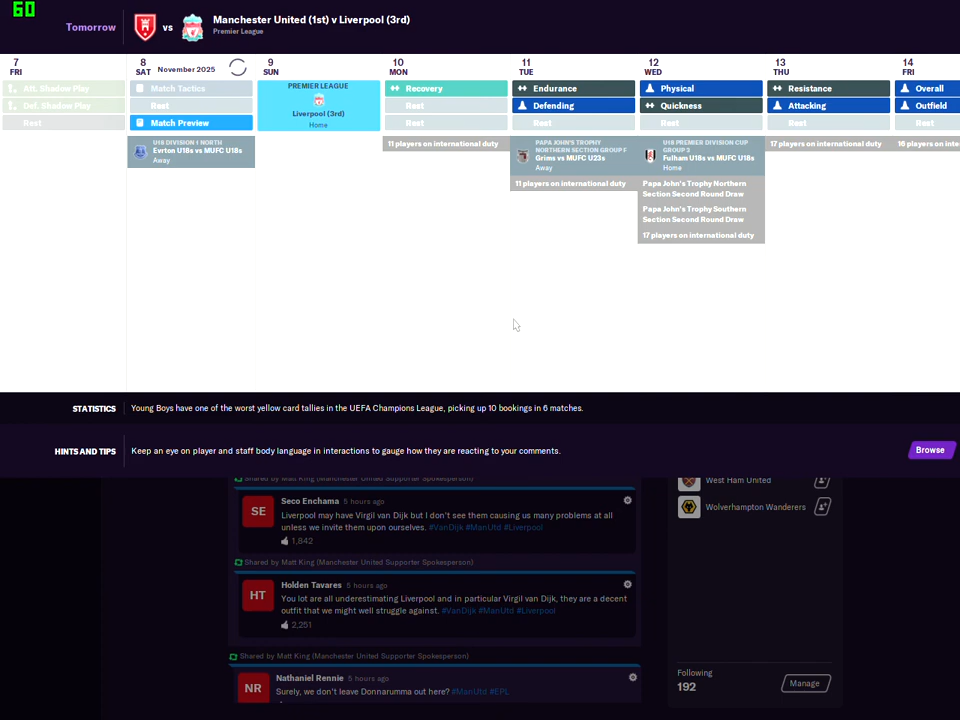 60
Tomorrow
vs
Manchester United (1st) v Liverpool (3rd)
Premier League
7
FRI
8
SAT
November 2025
9
SUN
10
MON
11
TUE
12
WED
13
THU
14
FRI
Att. Shadow Play
Def. Shadow Play
Rest
Match Tactics
Rest
Match Preview
U18 DIVISION 1 NORTH
Evrton U18s vs MUFC U18s
Away
PREMIER LEAGUE
Liverpool (3rd)
Home
Recovery
Rest
Rest
11 players on international duty
Endurance
Defending
Rest
PAPA JOHN'S TROPHY
NORTHERN SECTION GROUP F
Grims vs MUFC U23s
Away
11 players on international duty
Physical
Quickness
Rest
U18 PREMIER DIVISION CUP
GROUP 3
Fulham U18s vs MUFC U18s
Home
Papa John's Trophy Northern
Section Second Round Draw
Papa John's Trophy Southern
Section Second Round Draw
17 players on international duty
Resistance
Attacking
Rest
17 players on international duty
Overall
Outfield
Rest
16 players on inte
STATISTICS
Young Boys have one of the worst yellow card tallies in the UEFA Champions League, picking up 10 bookings in 6 matches.
HINTS AND TIPS
Keep an eye on player and staff body language in interactions to gauge how they are reacting to your comments.
Browse
Shared by Matt King (Manchester United Supporter Spokesperson)
SE
Seco Enchama 5 hours ago
Liverpool may have Virgil van Dijk but I don't see them causing us many problems at all
unless we invite them upon ourselves. #VanDijk #ManUtd #Liverpool
1,842
Shared by Matt King (Manchester United Supporter Spokesperson)
HT
Holden Tavares 5 hours ago
You lot are all underestimating Liverpool and in particular Virgil van Dijk, they are a decent
outfit that we might well struggle against. #VanDijk #ManUtd #Liverpool
2,251
Shared by Matt King (Manchester United Supporter Spokesperson)
NR
Nathaniel Rennie 5 hours ago
Surely, we don't leave Donnarumma out here? #ManUtd #EPL
West Ham United
Wolverhampton Wanderers
Following
192
Manage